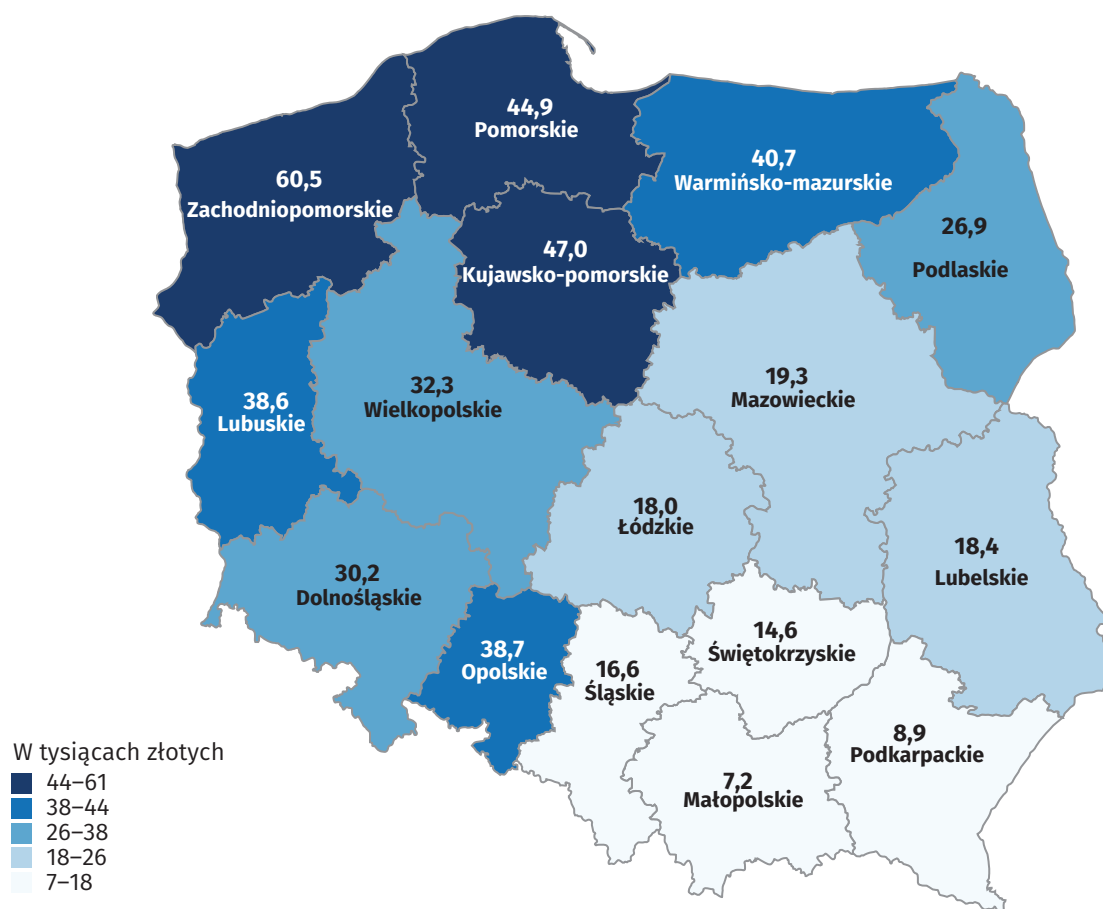 44,9
Pomorskie
40,7
Warmińsko-mazurskie
60,5
Zachodniopomorskie
26,9
Podlaskie
47,0
Kujawsko-pomorskie
19,3
Mazowieckie
32,3
Wielkopolskie
38,6
Lubuskie
18,0
Łódzkie
18,4
Lubelskie
30,2
Dolnośląskie
14,6
Świętokrzyskie
38,7
Opolskie
16,6
Śląskie
8,9
Podkarpackie
7,2
Małopolskie
W tysiącach złotych
44–61
38–44
26–38
18–26
7–18